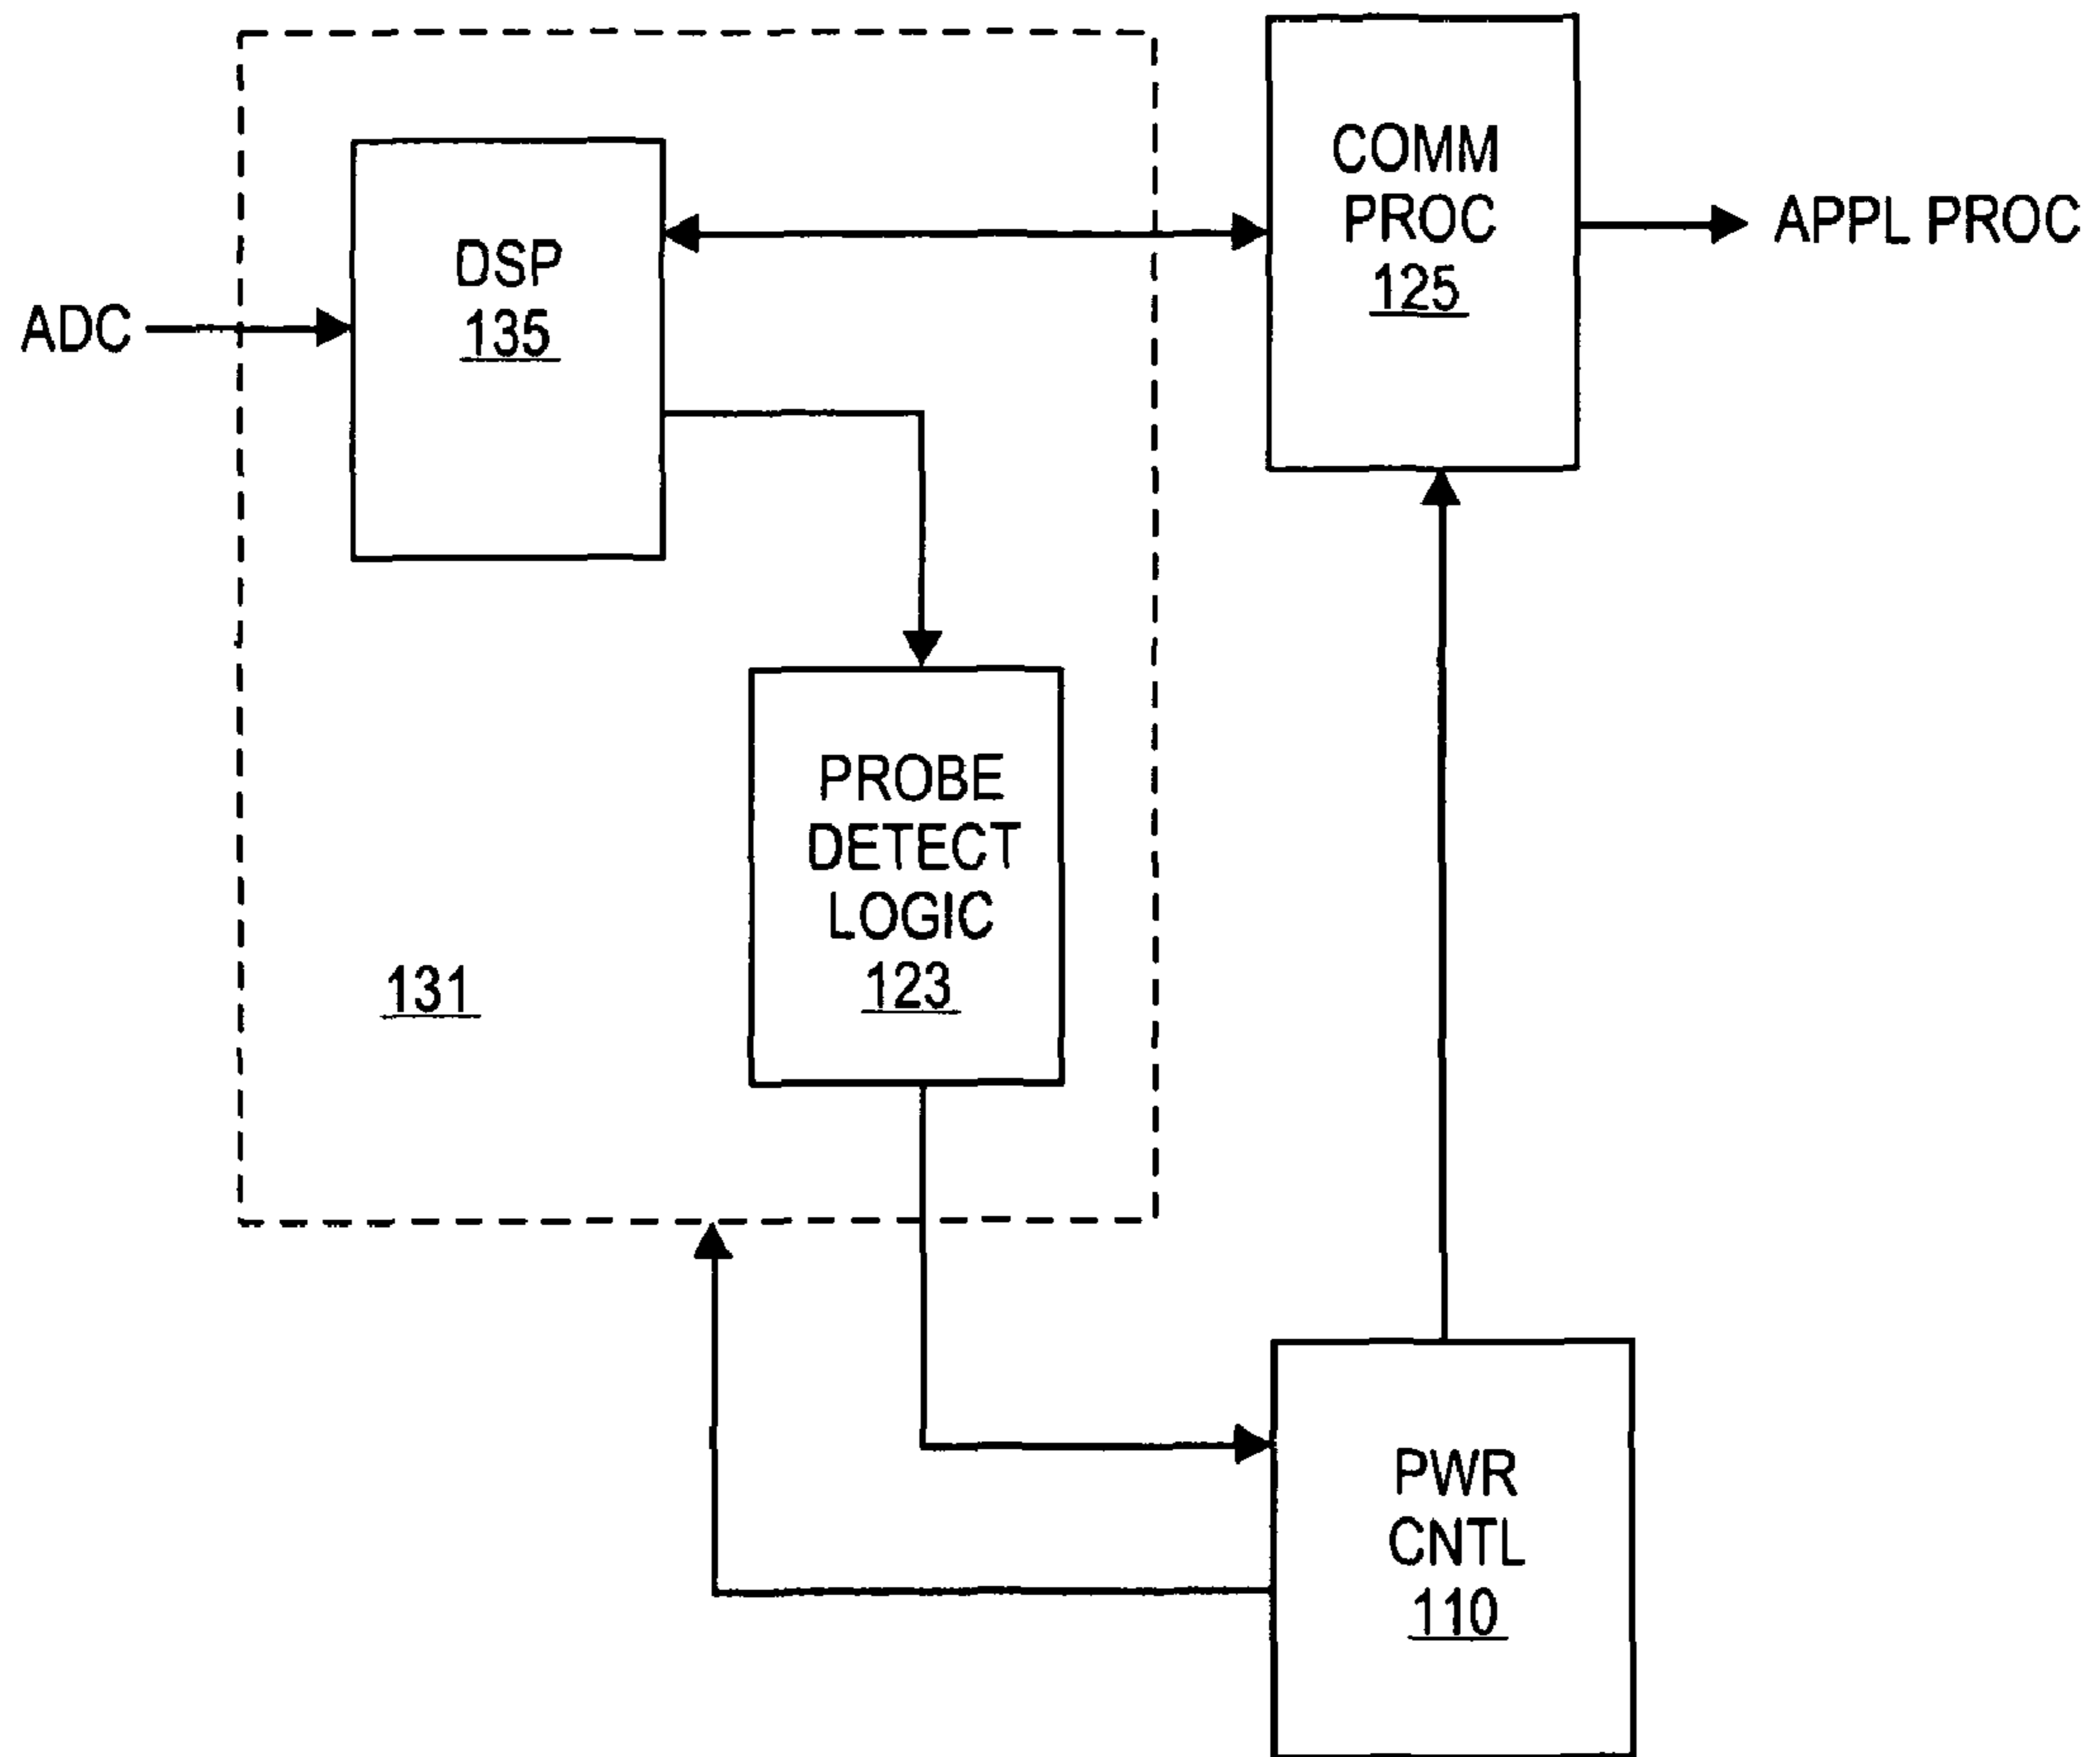 COMM
PROC
125
APPL PROC
DSP
135
ADC
PROBE
DETECT
LOGIC
123
131
PWR
CNTL
110